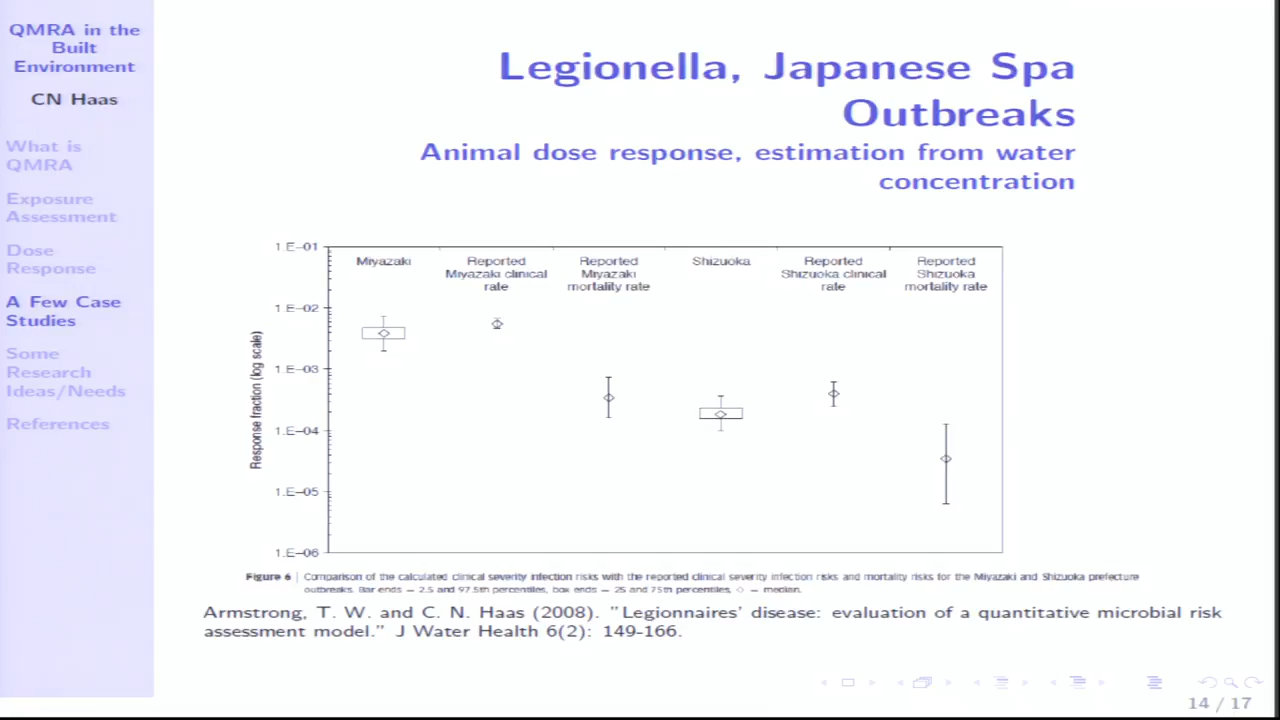 QMRA in the
Built
Environment
CN Haas
What is
QMRA
Exposure
Assessment
Dose
Response
A Few Case
Studies
Some
Research
Ideas/Needs
References
Legionella, Japanese Spa
Outbreaks
Animal dose response, estimation from water
concentration
Response fraction (log scale)
1.E–01
1.E–02
1.E–03
1.E–04
1.E–05
1.E–06
Miyazaki
Reported
Miyazaki clinical
rate
Reported
Miyazaki
mortality rate
Shizuoka
Reported
Shizuoka clinical
rate
Reported
Shizuoka
mortality rate
Figure 6 | Comparison of the calculated clinical severity infection risks with the reported clinical severity infection risks and mortality risks for the Miyazaki and Shizuoka prefecture
outbreaks. Bar ends = 2.5 and 97.5th percentiles, box ends = 25 and 75th percentiles, ◇ = median.
Armstrong, T. W. and C. N. Haas (2008). "Legionnaires' disease: evaluation of a quantitative microbial risk
assessment model." J Water Health 6(2): 149-166.
14 / 17